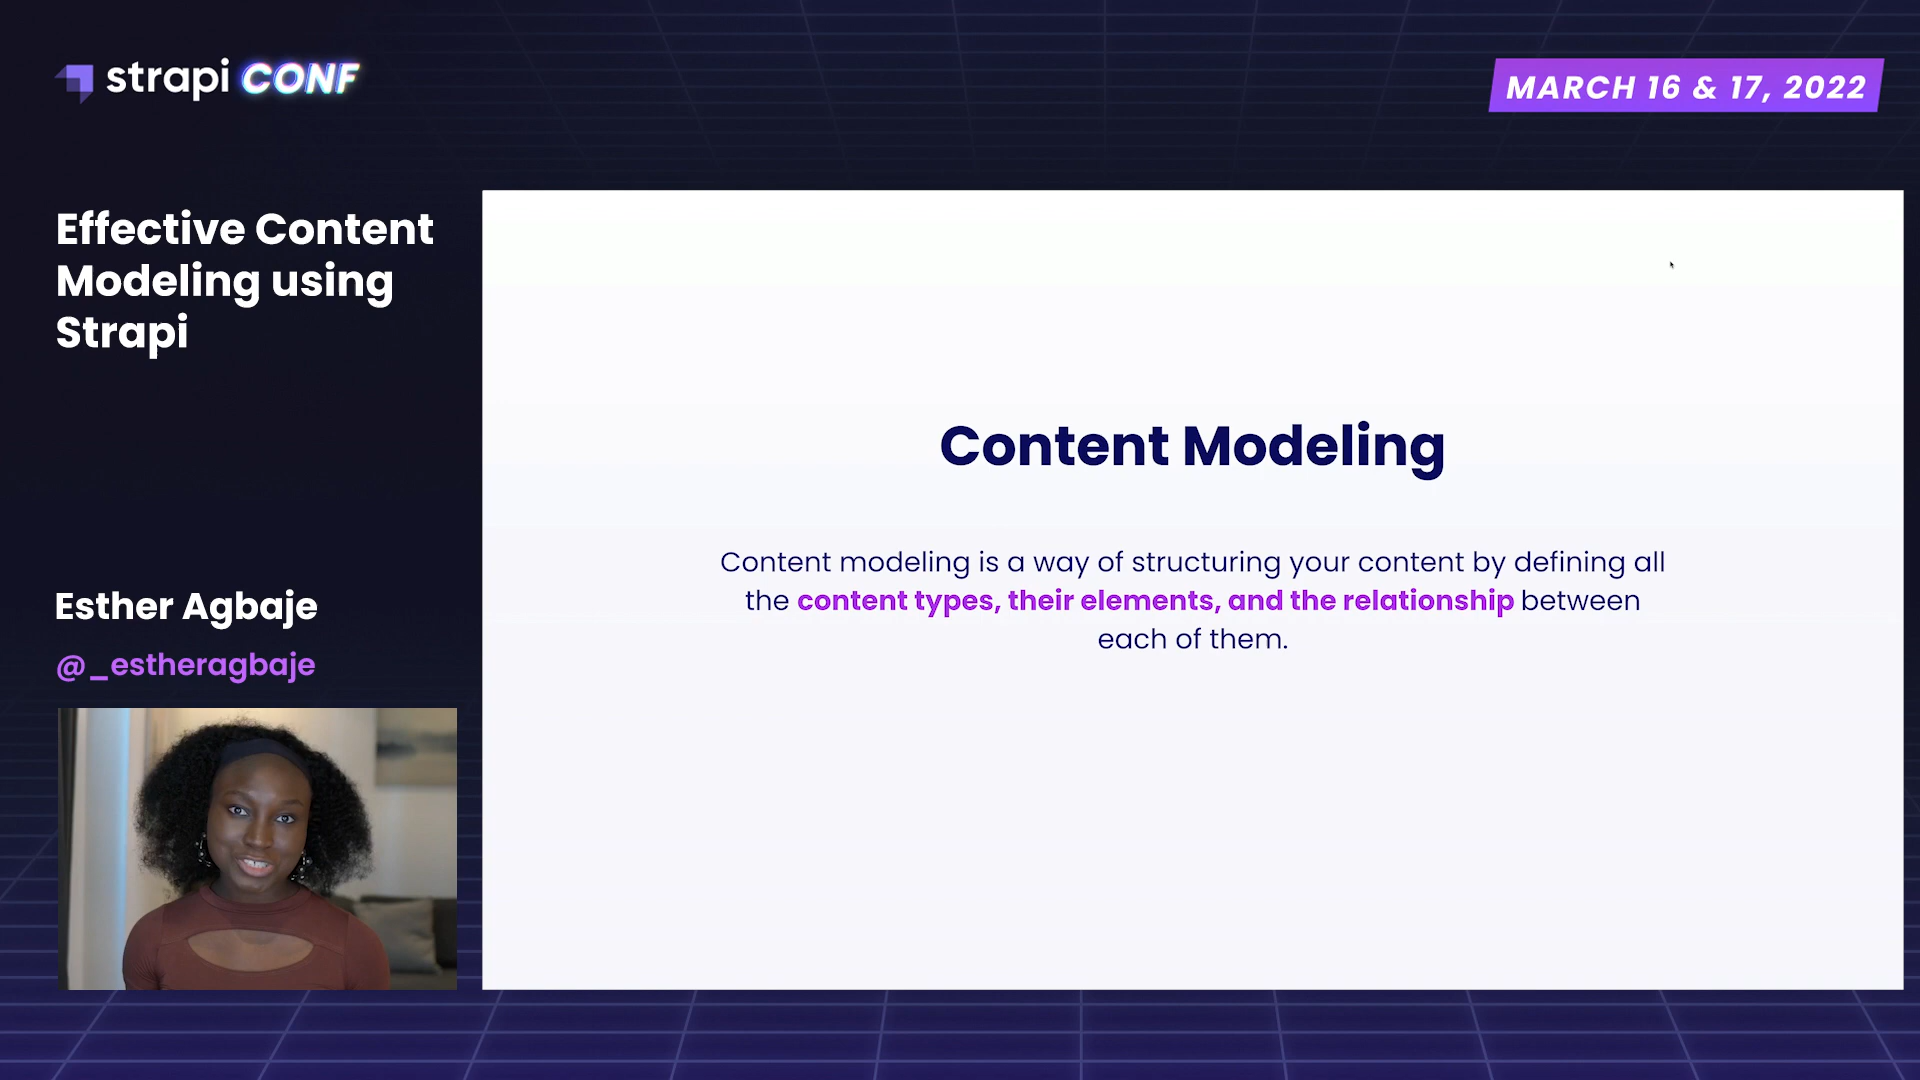 strapi CONF
MARCH 16 & 17, 2022
Effective Content
Modeling using
Strapi
Content Modeling
Content modeling is a way of structuring your content by defining all
the content types, their elements, and the relationship between
each of them.
Esther Agbaje
@_estheragbaje